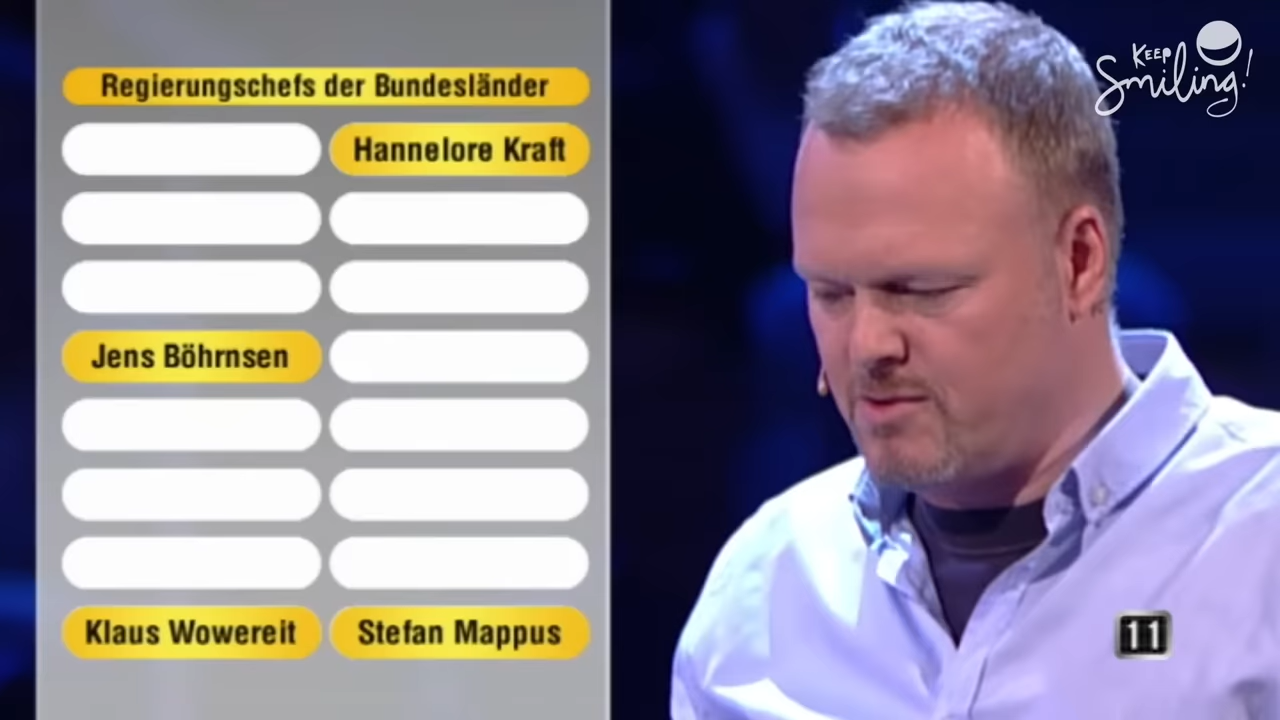 Regierungschefs der Bundesländer
Hannelore Kraft
Jens Böhrnsen
Klaus Wowereit
Stefan Mappus
KEEP
Smiling!
11